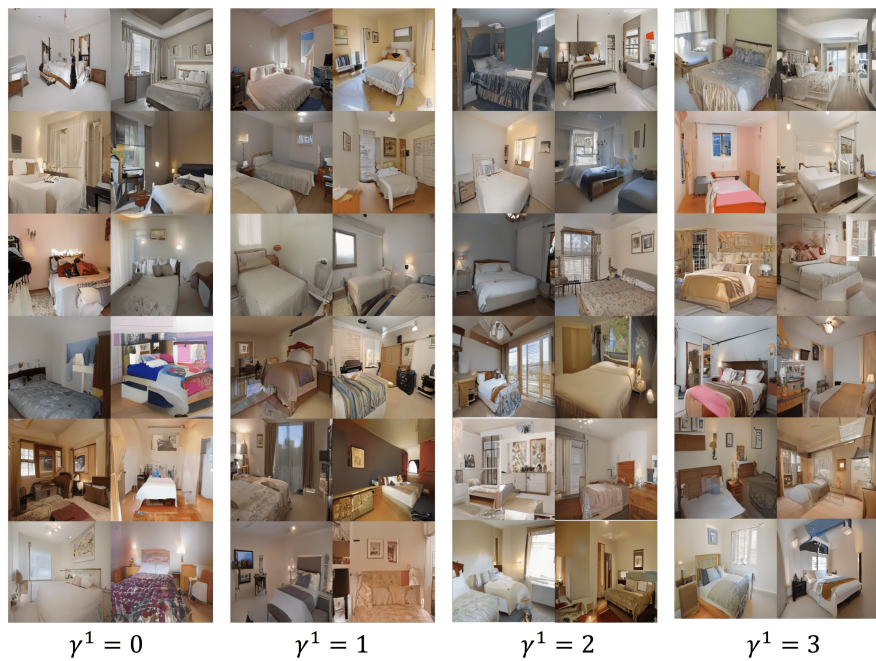 γ¹ = 0
γ¹ = 1
γ¹ = 2
γ¹ = 3